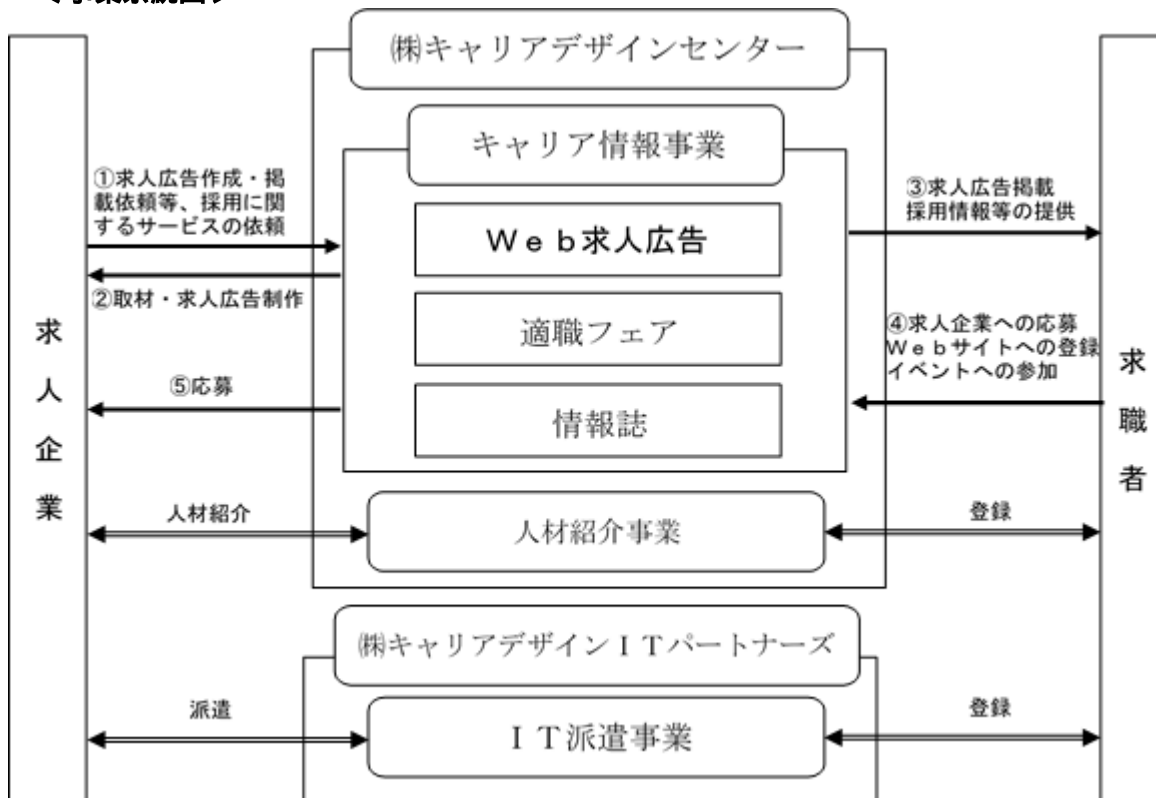 ㈱キャリアデザインセンター
キャリア情報事業
①求人広告作成・掲
載依頼等、採用に関
するサービスの依頼
③求人広告掲載
採用情報等の提供
Ｗｅｂ求人広告
②取材・求人広告制作
適職フェア
④求人企業への応募
Ｗｅｂサイトへの登録
イベントへの参加
求人企業
求職者
⑤応募
情報誌
人材紹介
人材紹介事業
登録
㈱キャリアデザインＩＴパートナーズ
派遣
ＩＴ派遣事業
登録